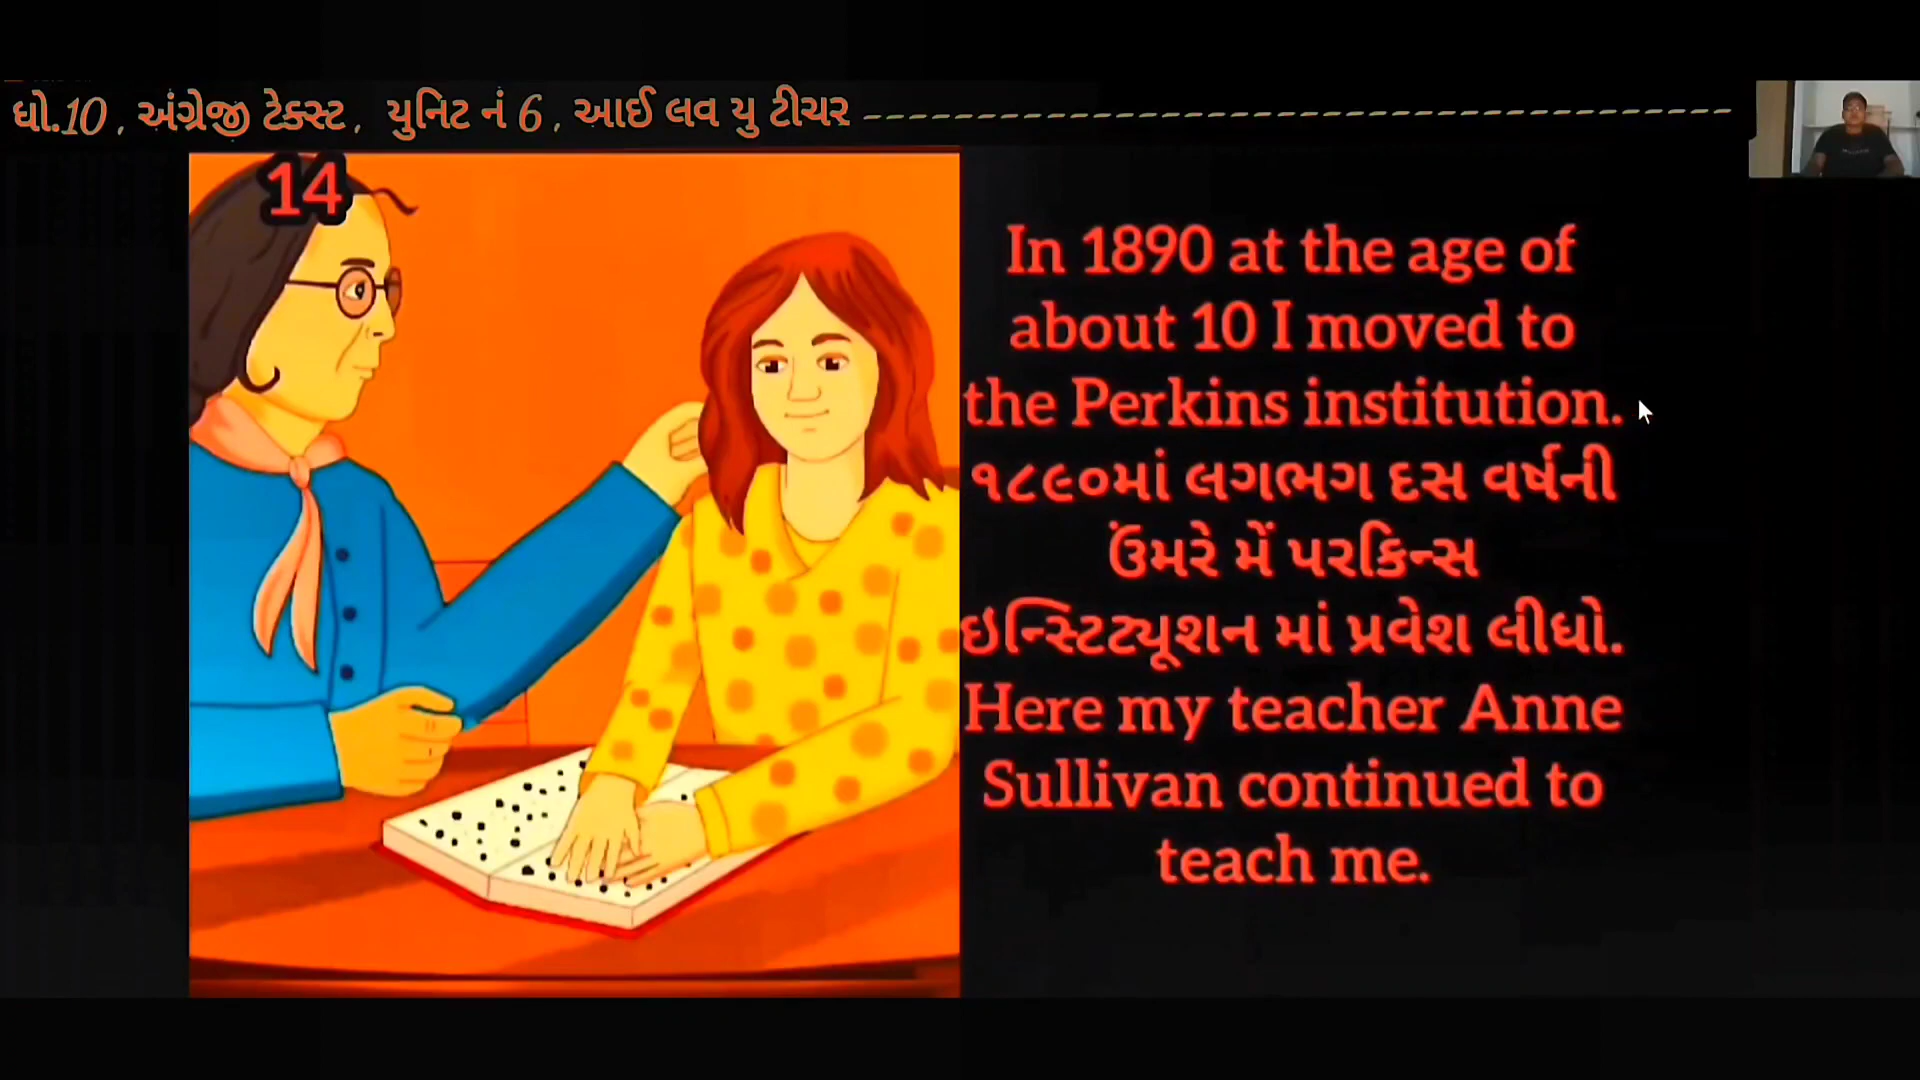 ધો.10 , અંગ્રેજી ટેક્સ્ટ, યુનિટ નં 6 , આઈ લવ યુ ટીચર
14
In 1890 at the age of
about 10 I moved to
the Perkins institution.
૧૮૯૦માં લગભગ દસ વર્ષની
ઉંમરે મેં પરકિન્સ
ઇન્સ્ટિટ્યૂશન માં પ્રવેશ લીધો.
Here my teacher Anne
Sullivan continued to
teach me.